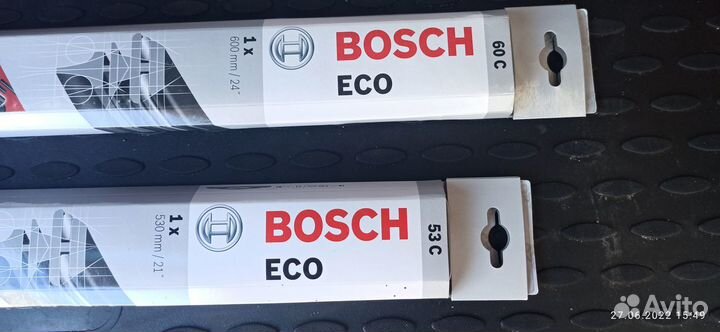 1 x
600 mm / 24"
BOSCH
ECO
60 C
1 x
530 mm / 21"
BOSCH
ECO
53 C
27.06.2022 15:49
Avito